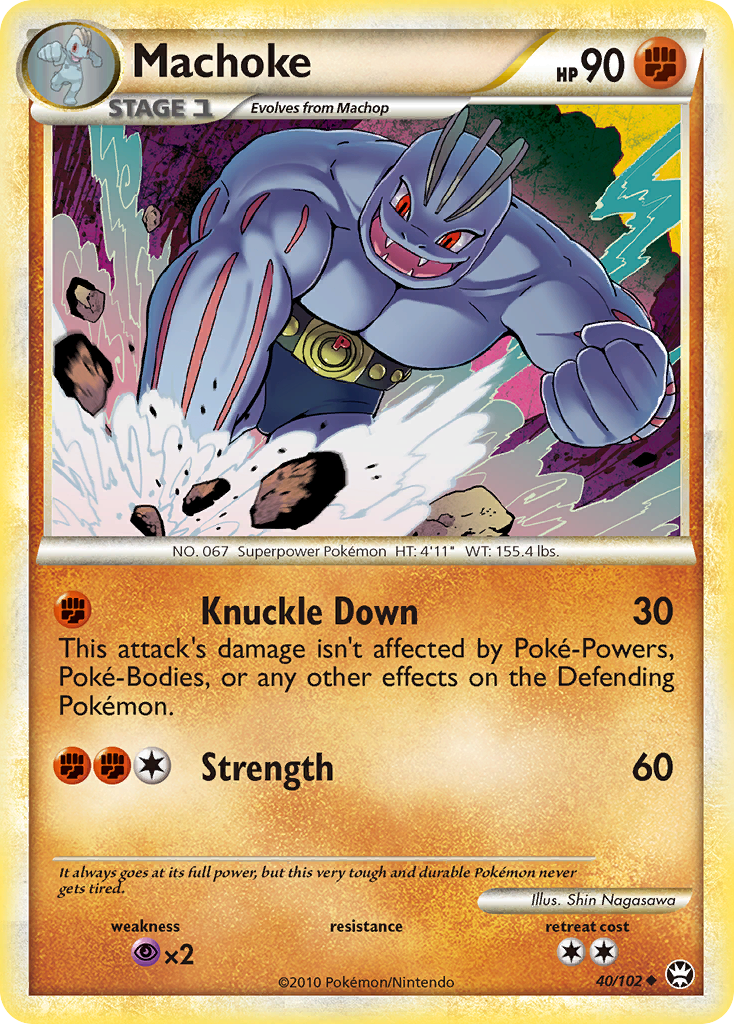 Machoke
HP 90
STAGE 1
Evolves from Machop
P
NO. 067 Superpower Pokémon HT: 4'11" WT: 155.4 lbs.
Knuckle Down 30
This attack's damage isn't affected by Poké-Powers,
Poké-Bodies, or any other effects on the Defending
Pokémon.
Strength 60
It always goes at its full power, but this very tough and durable Pokémon never
gets tired.
Illus. Shin Nagasawa
weakness resistance retreat cost
×2
©2010 Pokémon/Nintendo
40/102